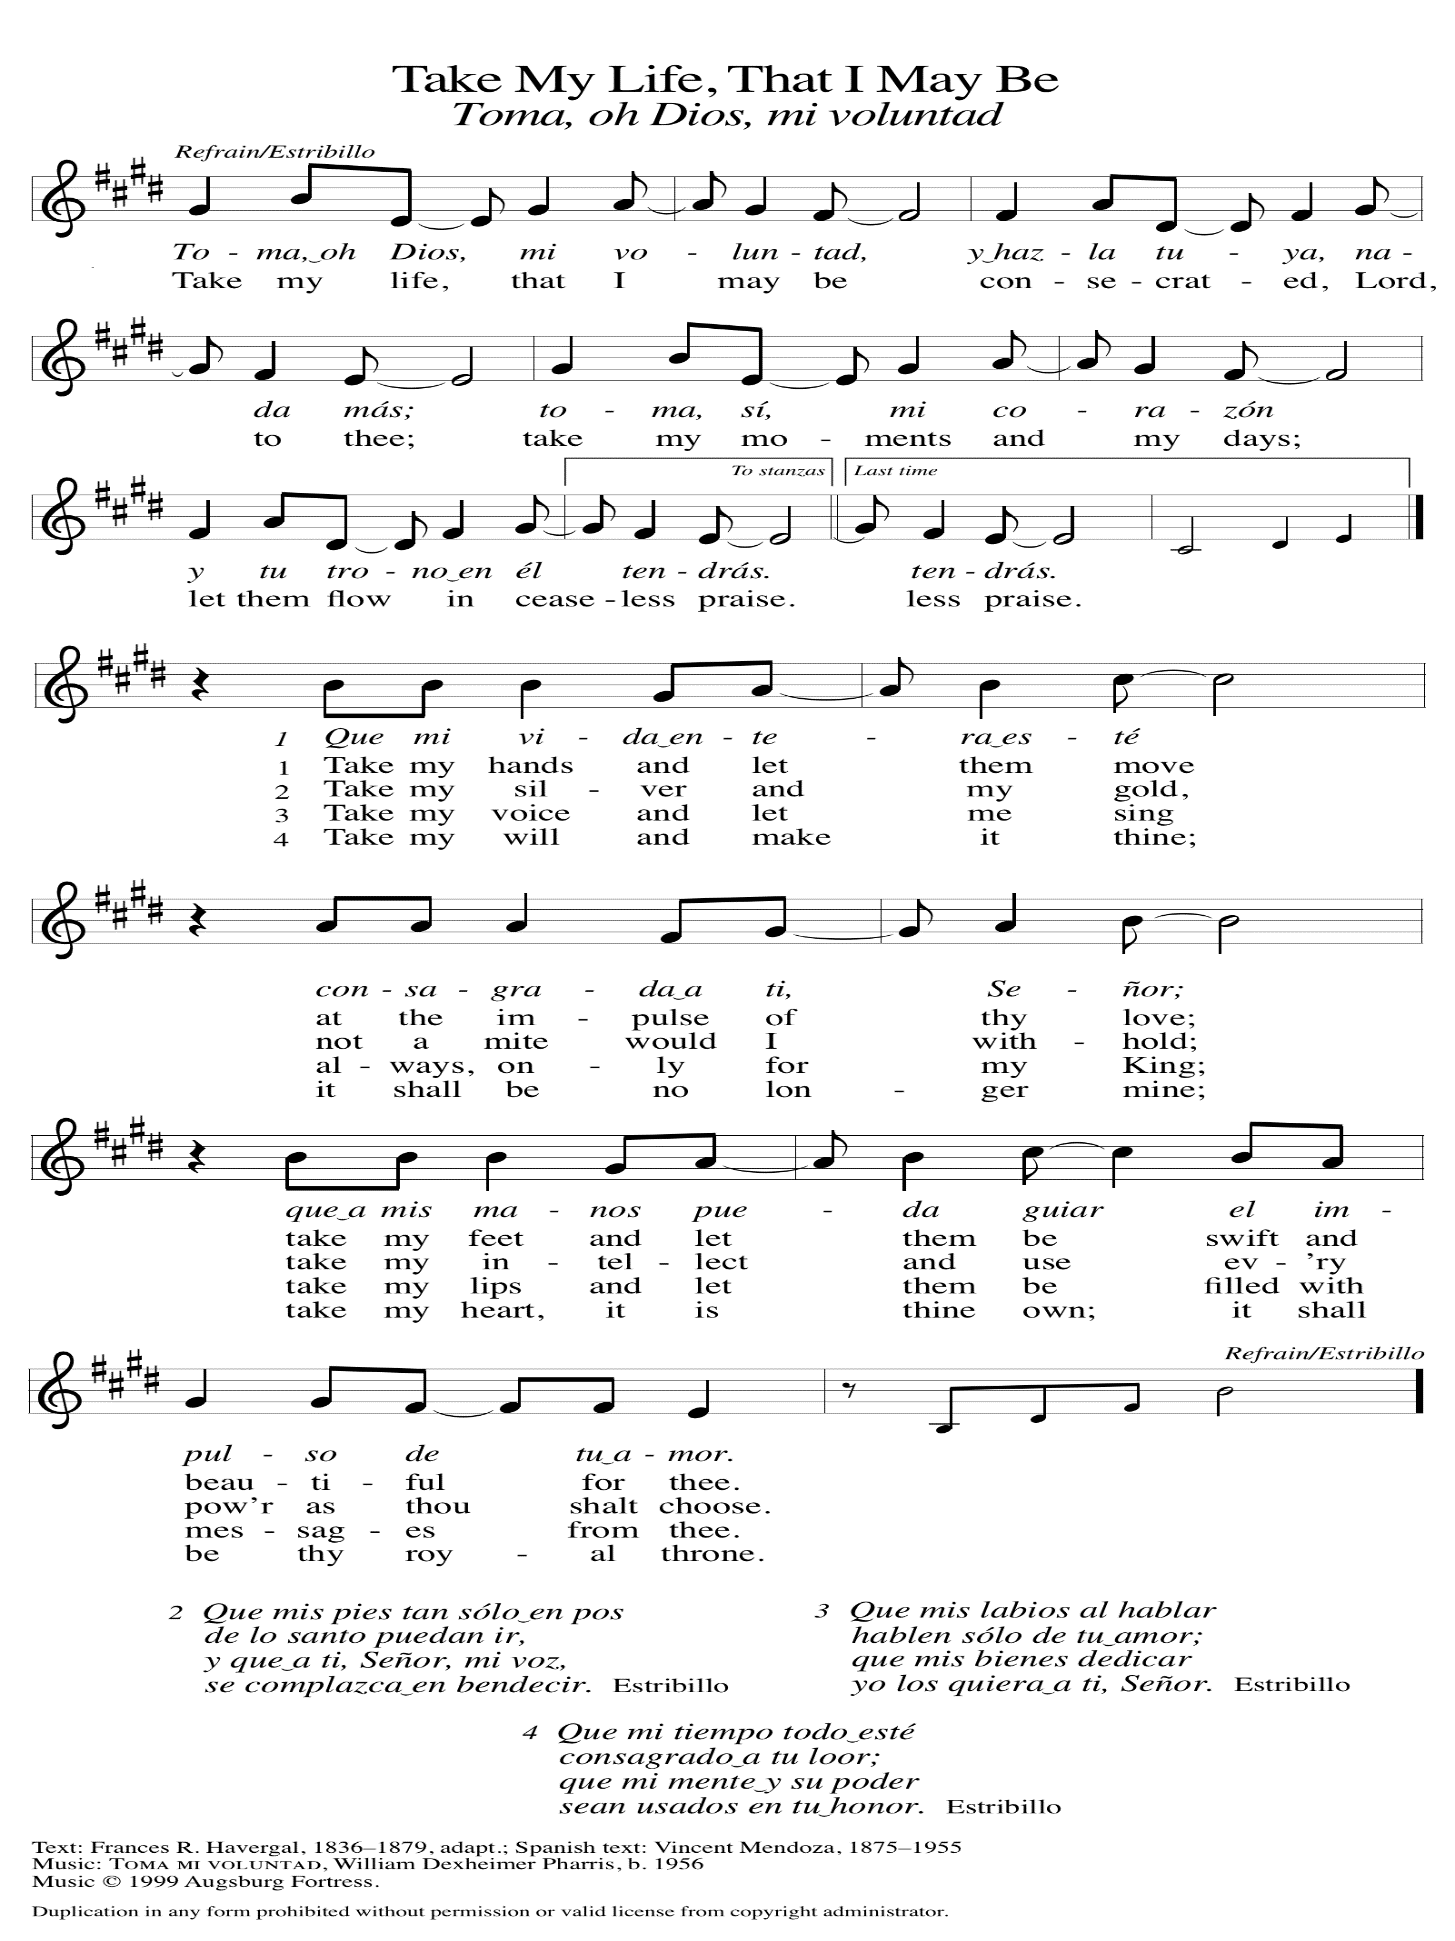 Take My Life, That I May Be
Toma, oh Dios, mi voluntad
Refrain/Estribillo
To - ma, oh Dios, mi vo - lun - tad, y haz - la tu - ya, na -
Take my life, that I may be con - se - crat - ed, Lord,
da más; to - ma, sí, mi co - ra - zón
to thee; take my mo - ments and my days;
To stanzas Last time
y tu tro - no en él ten - drás. ten - drás.
let them flow in cease - less praise. less praise.
1 Que mi vi - da en - te - ra es - té
1 Take my hands and let them move
2 Take my sil - ver and my gold,
3 Take my voice and let me sing
4 Take my will and make it thine;
con - sa - gra - da a ti, Se - ñor;
at the im - pulse of thy love;
not a mite would I with - hold;
al - ways, on - ly for my King;
it shall be no lon - ger mine;
que a mis ma - nos pue - da guiar el im -
take my feet and let them be swift and
take my in - tel - lect and use ev - 'ry
take my lips and let them be filled with
take my heart, it is thine own; it shall
Refrain/Estribillo
pul - so de tu a - mor.
beau - ti - ful for thee.
pow'r as thou shalt choose.
mes - sag - es from thee.
be thy roy - al throne.
2 Que mis pies tan sólo en pos
de lo santo puedan ir,
y que a ti, Señor, mi voz,
se complazca en bendecir. Estribillo
3 Que mis labios al hablar
hablen sólo de tu amor;
que mis bienes dedicar
yo los quiera a ti, Señor. Estribillo
4 Que mi tiempo todo esté
consagrado a tu loor;
que mi mente y su poder
sean usados en tu honor. Estribillo
Text: Frances R. Havergal, 1836–1879, adapt.; Spanish text: Vincent Mendoza, 1875–1955
Music: TOMA MI VOLUNTAD, William Dexheimer Pharris, b. 1956
Music © 1999 Augsburg Fortress.
Duplication in any form prohibited without permission or valid license from copyright administrator.